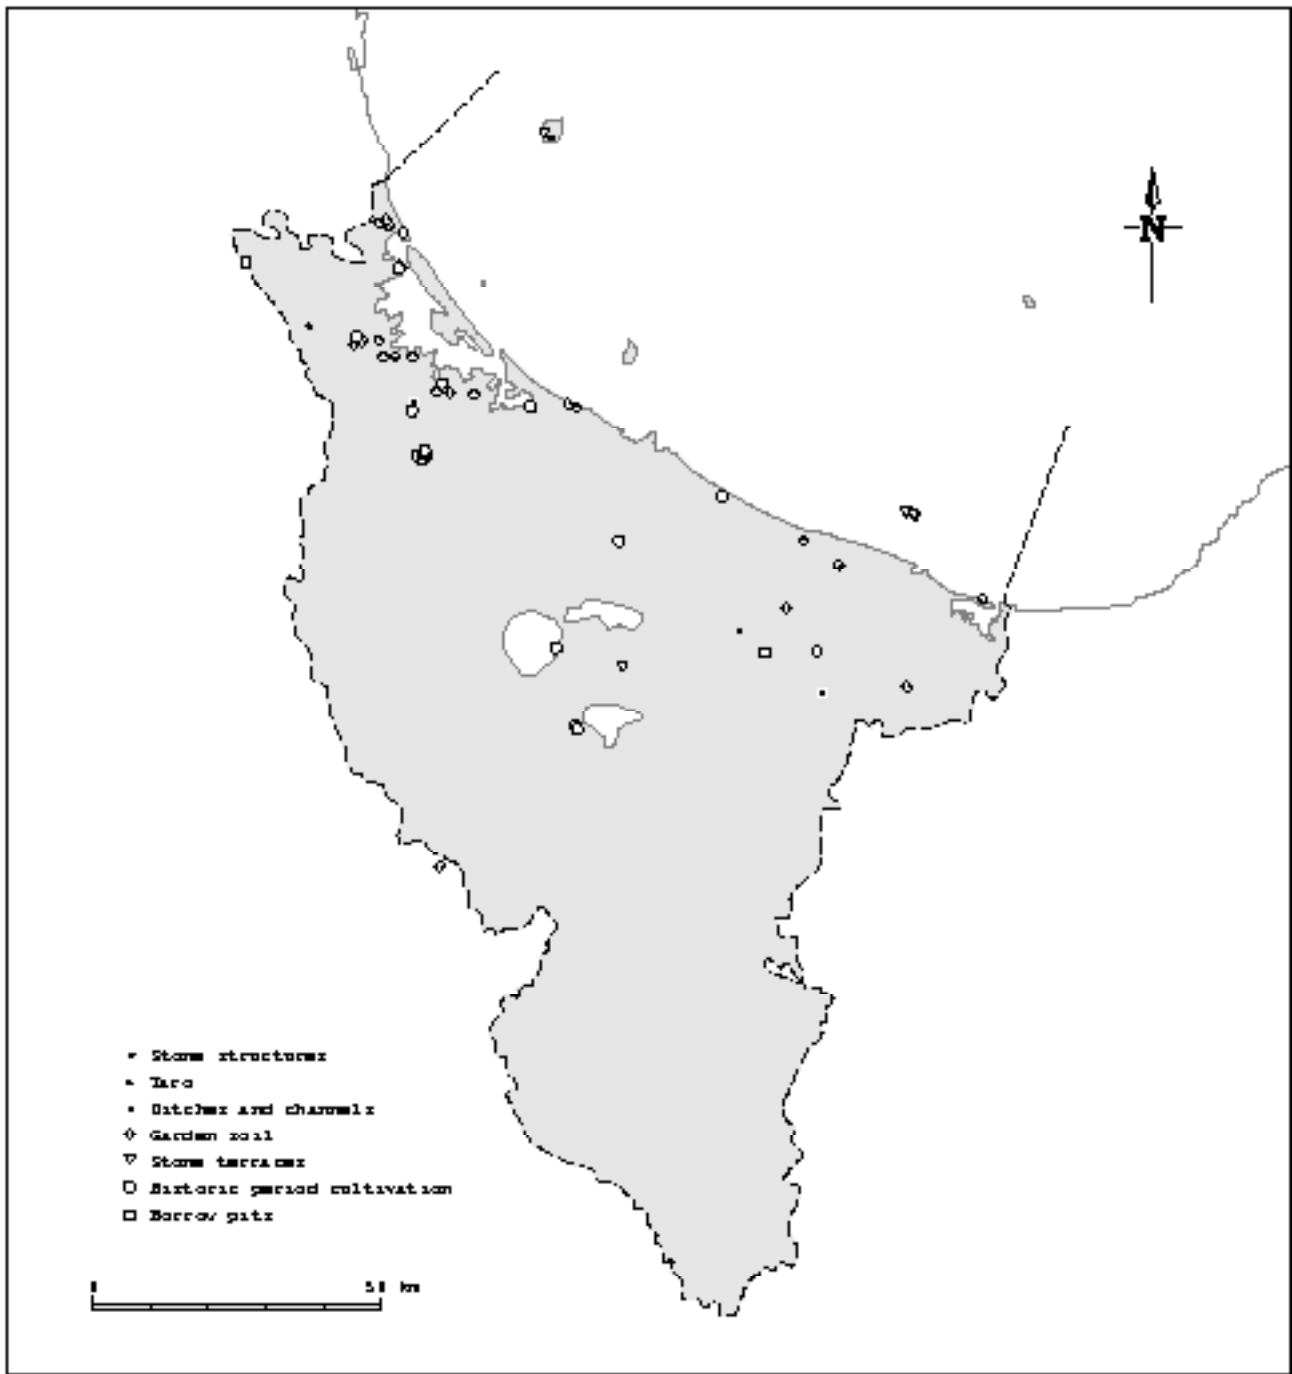 N
Stone structures
Taro
Ditches and channels
Garden soil
Stone terraces
Historic period cultivation
Borrow pits
0 50 km